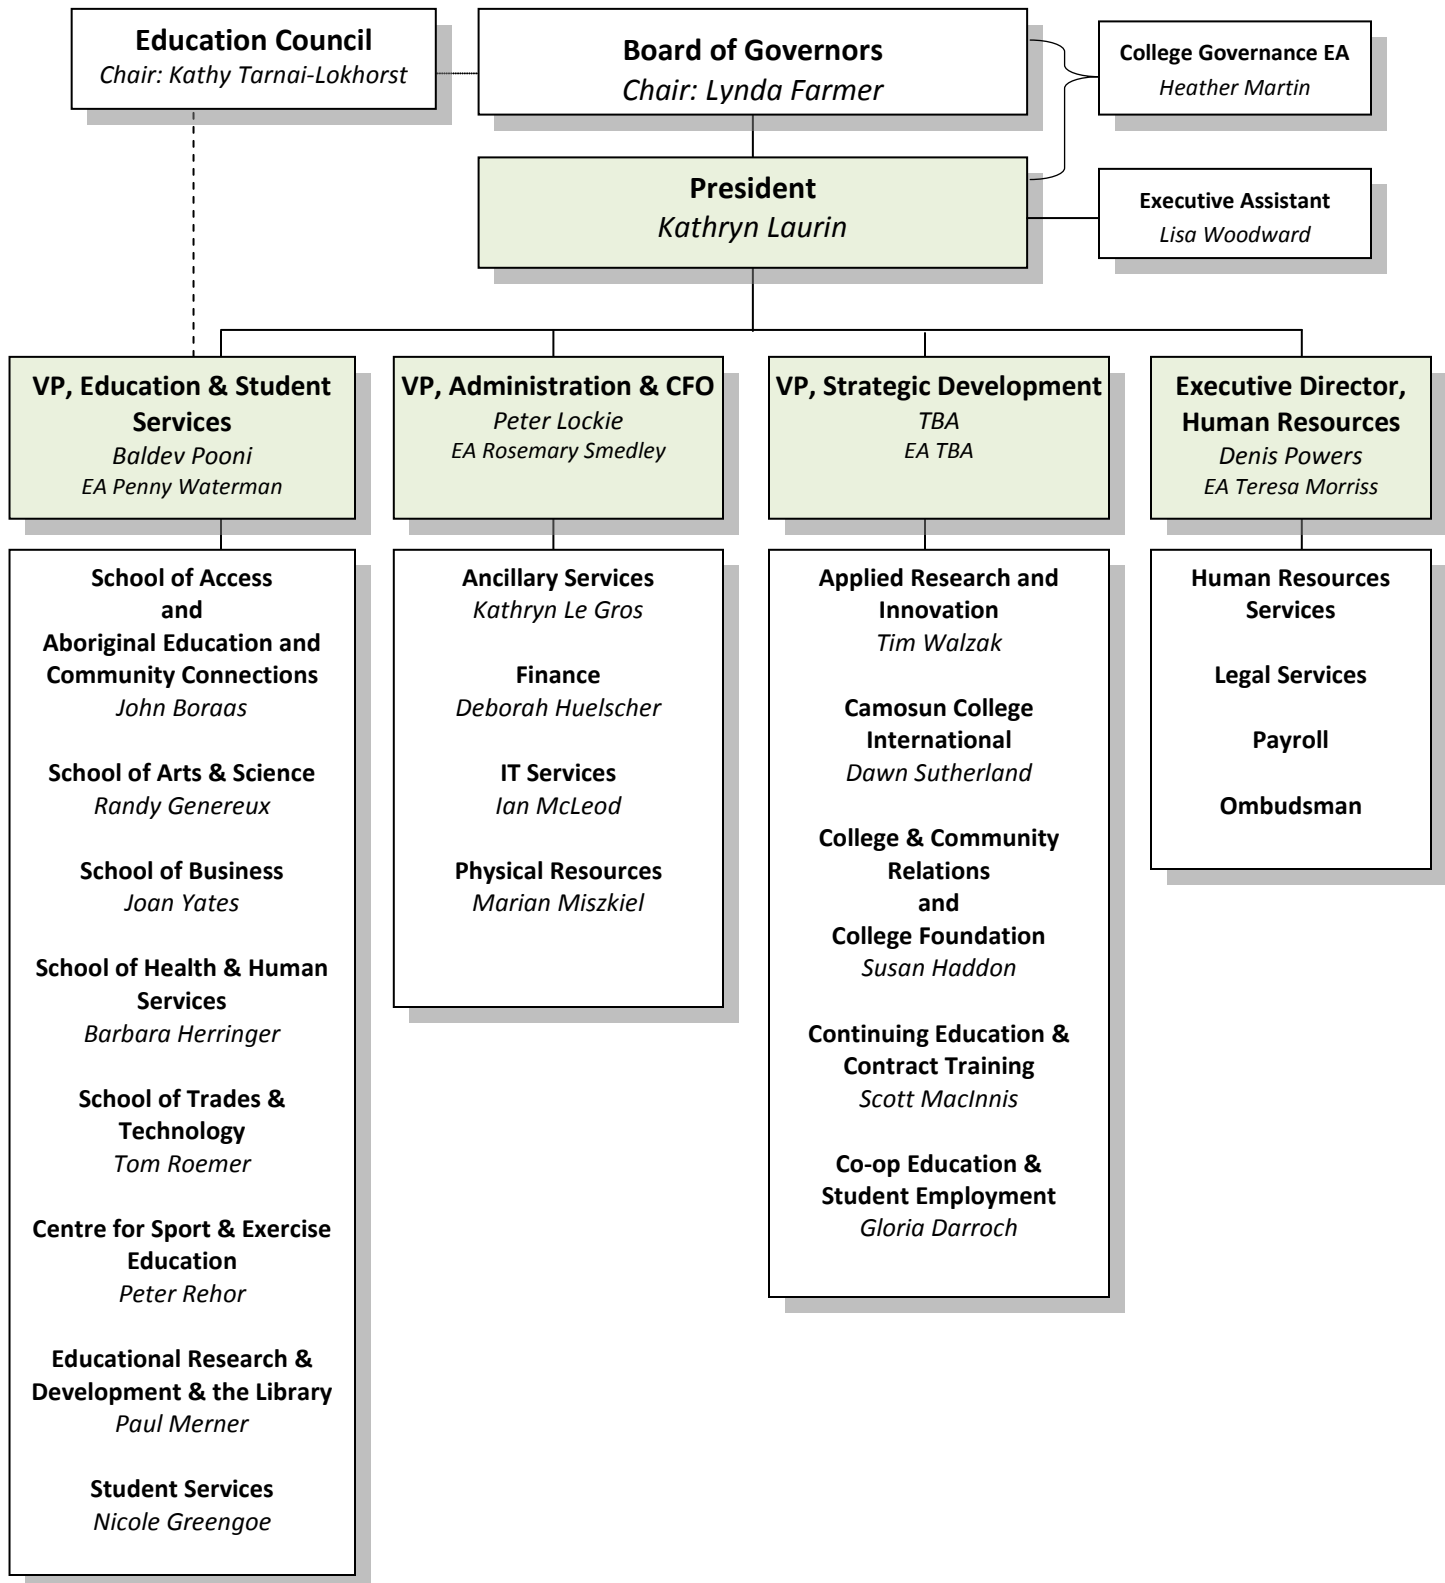 Education Council
Chair: Kathy Tarnai-Lokhorst
Board of Governors
Chair: Lynda Farmer
College Governance EA
Heather Martin
President
Kathryn Laurin
Executive Assistant
Lisa Woodward
VP, Education & Student
Services
Baldev Pooni
EA Penny Waterman
VP, Administration & CFO
Peter Lockie
EA Rosemary Smedley
VP, Strategic Development
TBA
EA TBA
Executive Director,
Human Resources
Denis Powers
EA Teresa Morriss
School of Access
and
Aboriginal Education and
Community Connections
John Boraas
School of Arts & Science
Randy Genereux
School of Business
Joan Yates
School of Health & Human
Services
Barbara Herringer
School of Trades &
Technology
Tom Roemer
Centre for Sport & Exercise
Education
Peter Rehor
Educational Research &
Development & the Library
Paul Merner
Student Services
Nicole Greengoe
Ancillary Services
Kathryn Le Gros
Finance
Deborah Huelscher
IT Services
Ian McLeod
Physical Resources
Marian Miszkiel
Applied Research and
Innovation
Tim Walzak
Camosun College
International
Dawn Sutherland
College & Community
Relations
and
College Foundation
Susan Haddon
Continuing Education &
Contract Training
Scott MacInnis
Co-op Education &
Student Employment
Gloria Darroch
Human Resources
Services
Legal Services
Payroll
Ombudsman